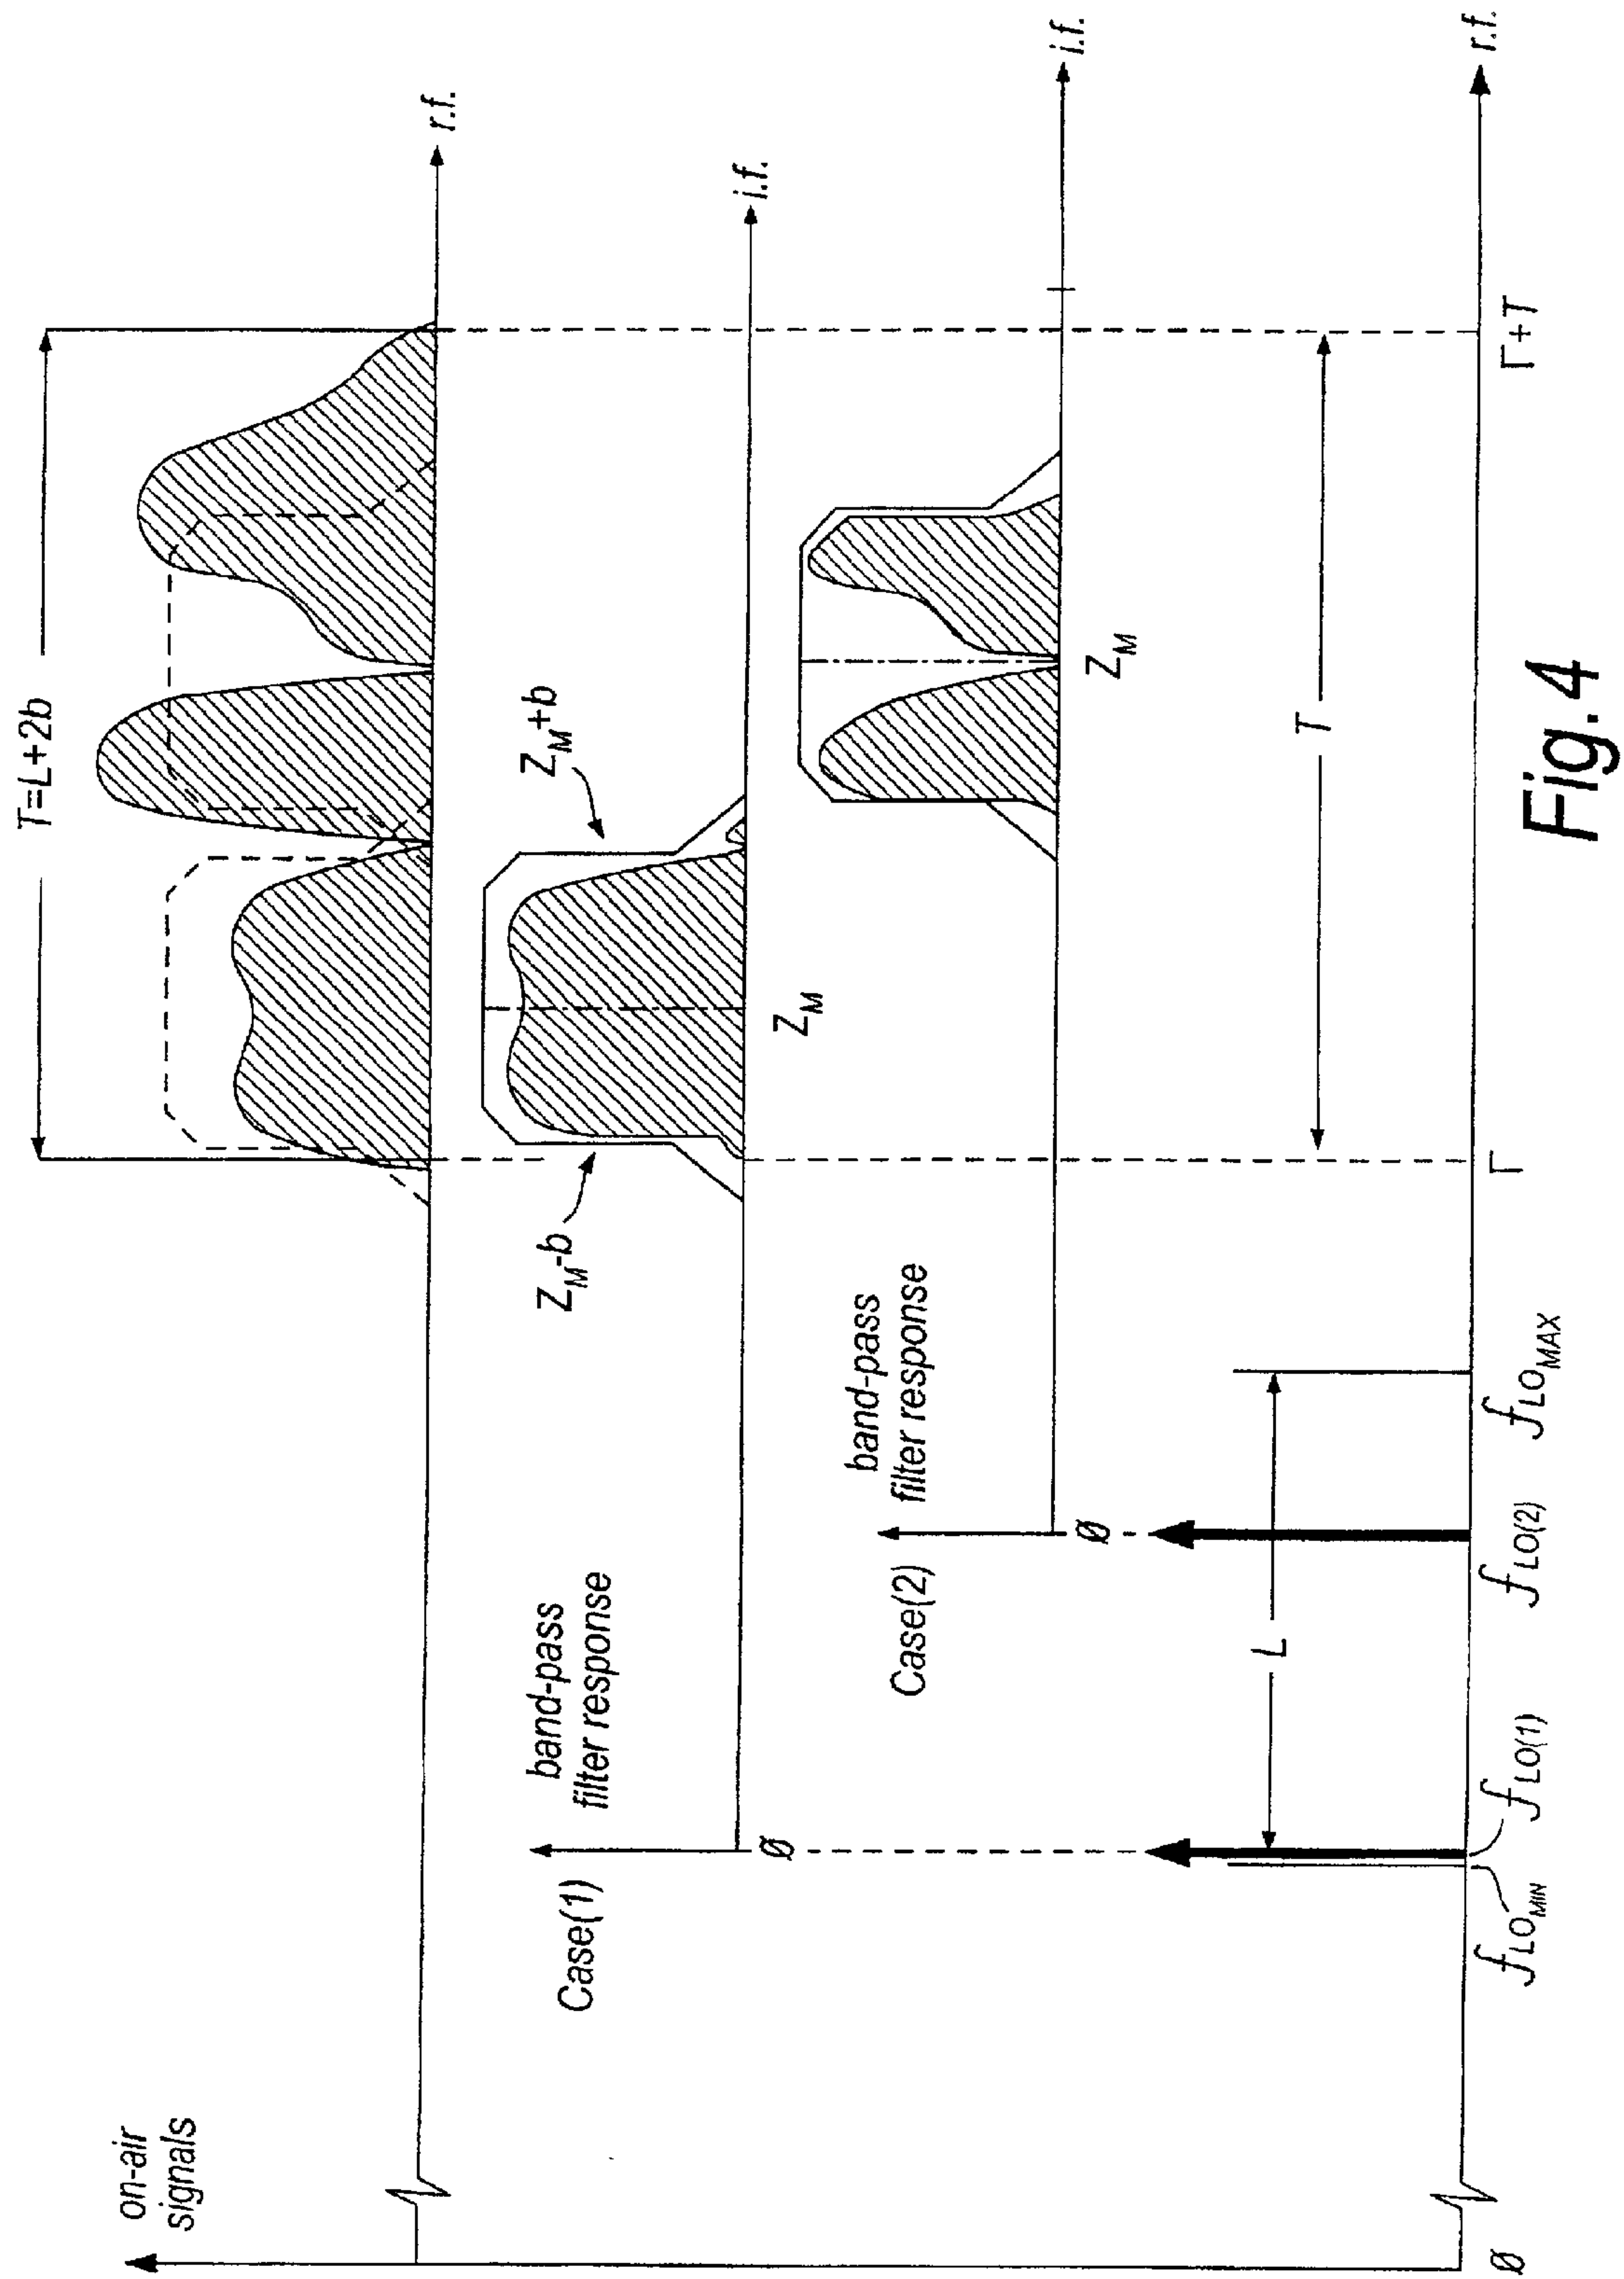 on-air
signals
T=L+2b
r.f.
Case(1)
band-pass
filter response
Z_M-b
Z_M+b
i.f.
Ø
Z_M
Case(2)
band-pass
filter response
i.f.
Ø
Z_M
L
T
r.f.
Ø
f_LO_MIN
f_LO(1)
f_LO(2)
f_LO_MAX
Γ
Γ+T
Fig.4